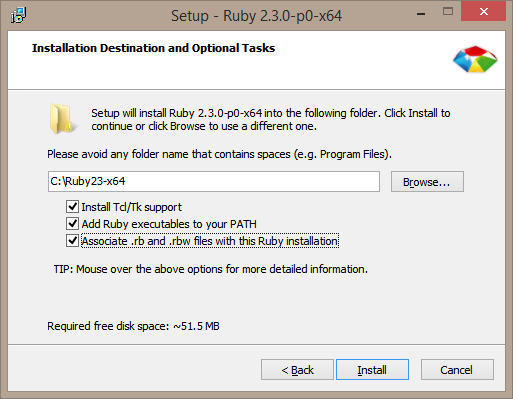 Setup - Ruby 2.3.0-p0-x64
Installation Destination and Optional Tasks
Setup will install Ruby 2.3.0-p0-x64 into the following folder. Click Install to
continue or click Browse to use a different one.
Please avoid any folder name that contains spaces (e.g. Program Files).
C:\Ruby23-x64
Browse...
Install Td/Tk support
Add Ruby executables to your PATH
Associate .rb and .rbw files with this Ruby installation
TIP: Mouse over the above options for more detailed information.
Required free disk space: ~51.5 MB
< Back
Install
Cancel